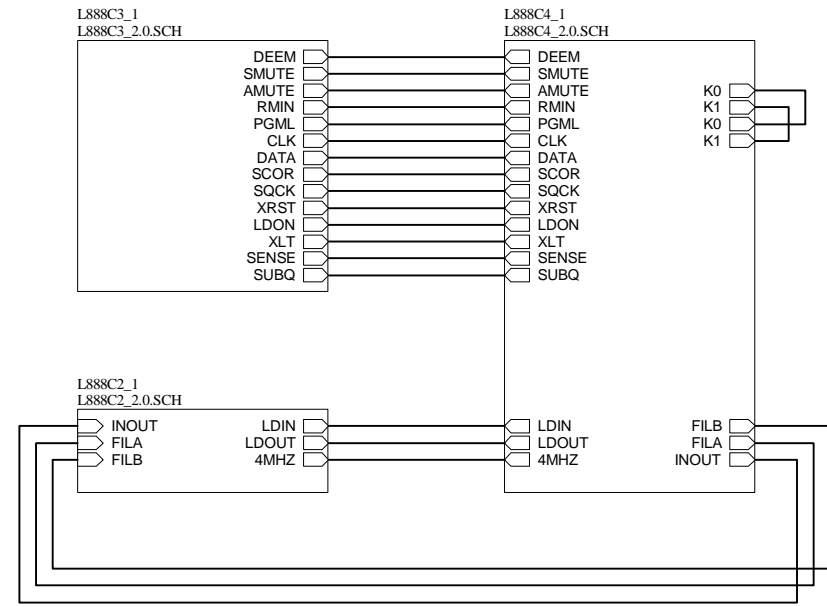 L888C3_1
L888C3_2.0.SCH
DEEM
SMUTE
AMUTE
RMIN
PGML
CLK
DATA
SCOR
SQCK
XRST
LDON
XLT
SENSE
SUBQ
L888C4_1
L888C4_2.0.SCH
DEEM
SMUTE
AMUTE
RMIN
PGML
CLK
DATA
SCOR
SQCK
XRST
LDON
XLT
SENSE
SUBQ
K0
K1
K0
K1
L888C2_1
L888C2_2.0.SCH
INOUT
FILA
FILB
LDIN
LDOUT
4MHZ
LDIN
LDOUT
4MHZ
FILB
FILA
INOUT